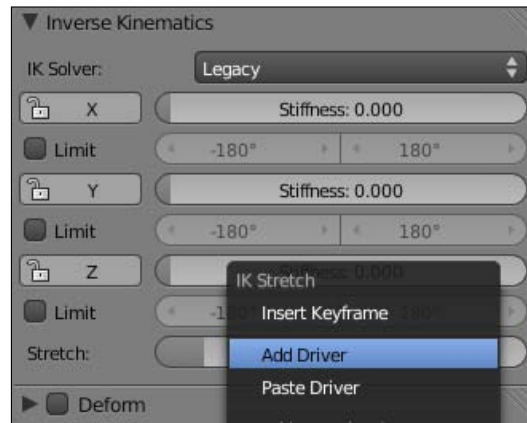 Inverse Kinematics
IK Solver: Legacy
X Stiffness: 0.000
Limit -180° 180°
Y Stiffness: 0.000
Limit -180° 180°
Z
IK Stretch
Limit
Insert Keyframe
Stretch:
Add Driver
Paste Driver
Deform